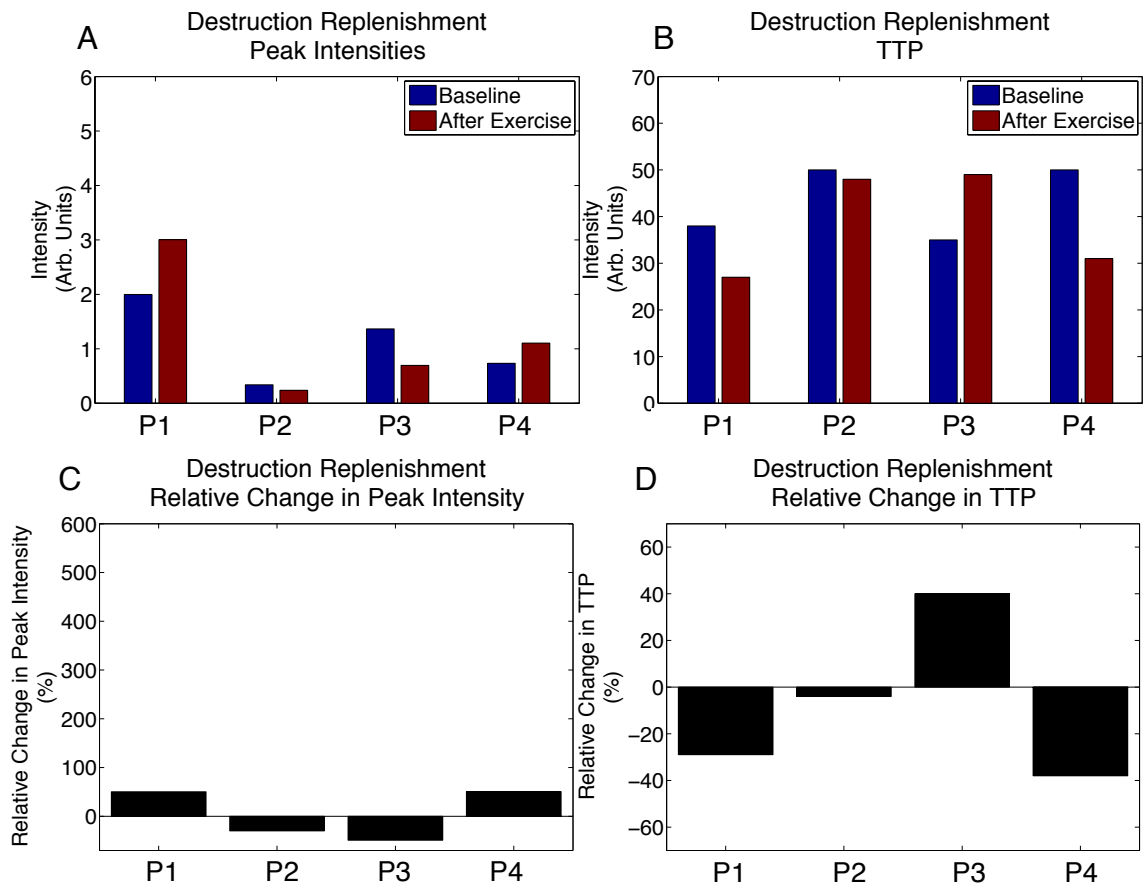 A
Destruction Replenishment
Peak Intensities
6
5
4
3
2
1
0
Intensity
(Arb. Units)
Baseline
After Exercise
P1 P2 P3 P4
B
Destruction Replenishment
TTP
70
60
50
40
30
20
10
0
Intensity
(Arb. Units)
Baseline
After Exercise
P1 P2 P3 P4
C
Destruction Replenishment
Relative Change in Peak Intensity
600
500
400
300
200
100
0
Relative Change in Peak Intensity
(%)
P1 P2 P3 P4
D
Destruction Replenishment
Relative Change in TTP
60
40
20
0
−20
−40
−60
Relative Change in TTP
(%)
P1 P2 P3 P4